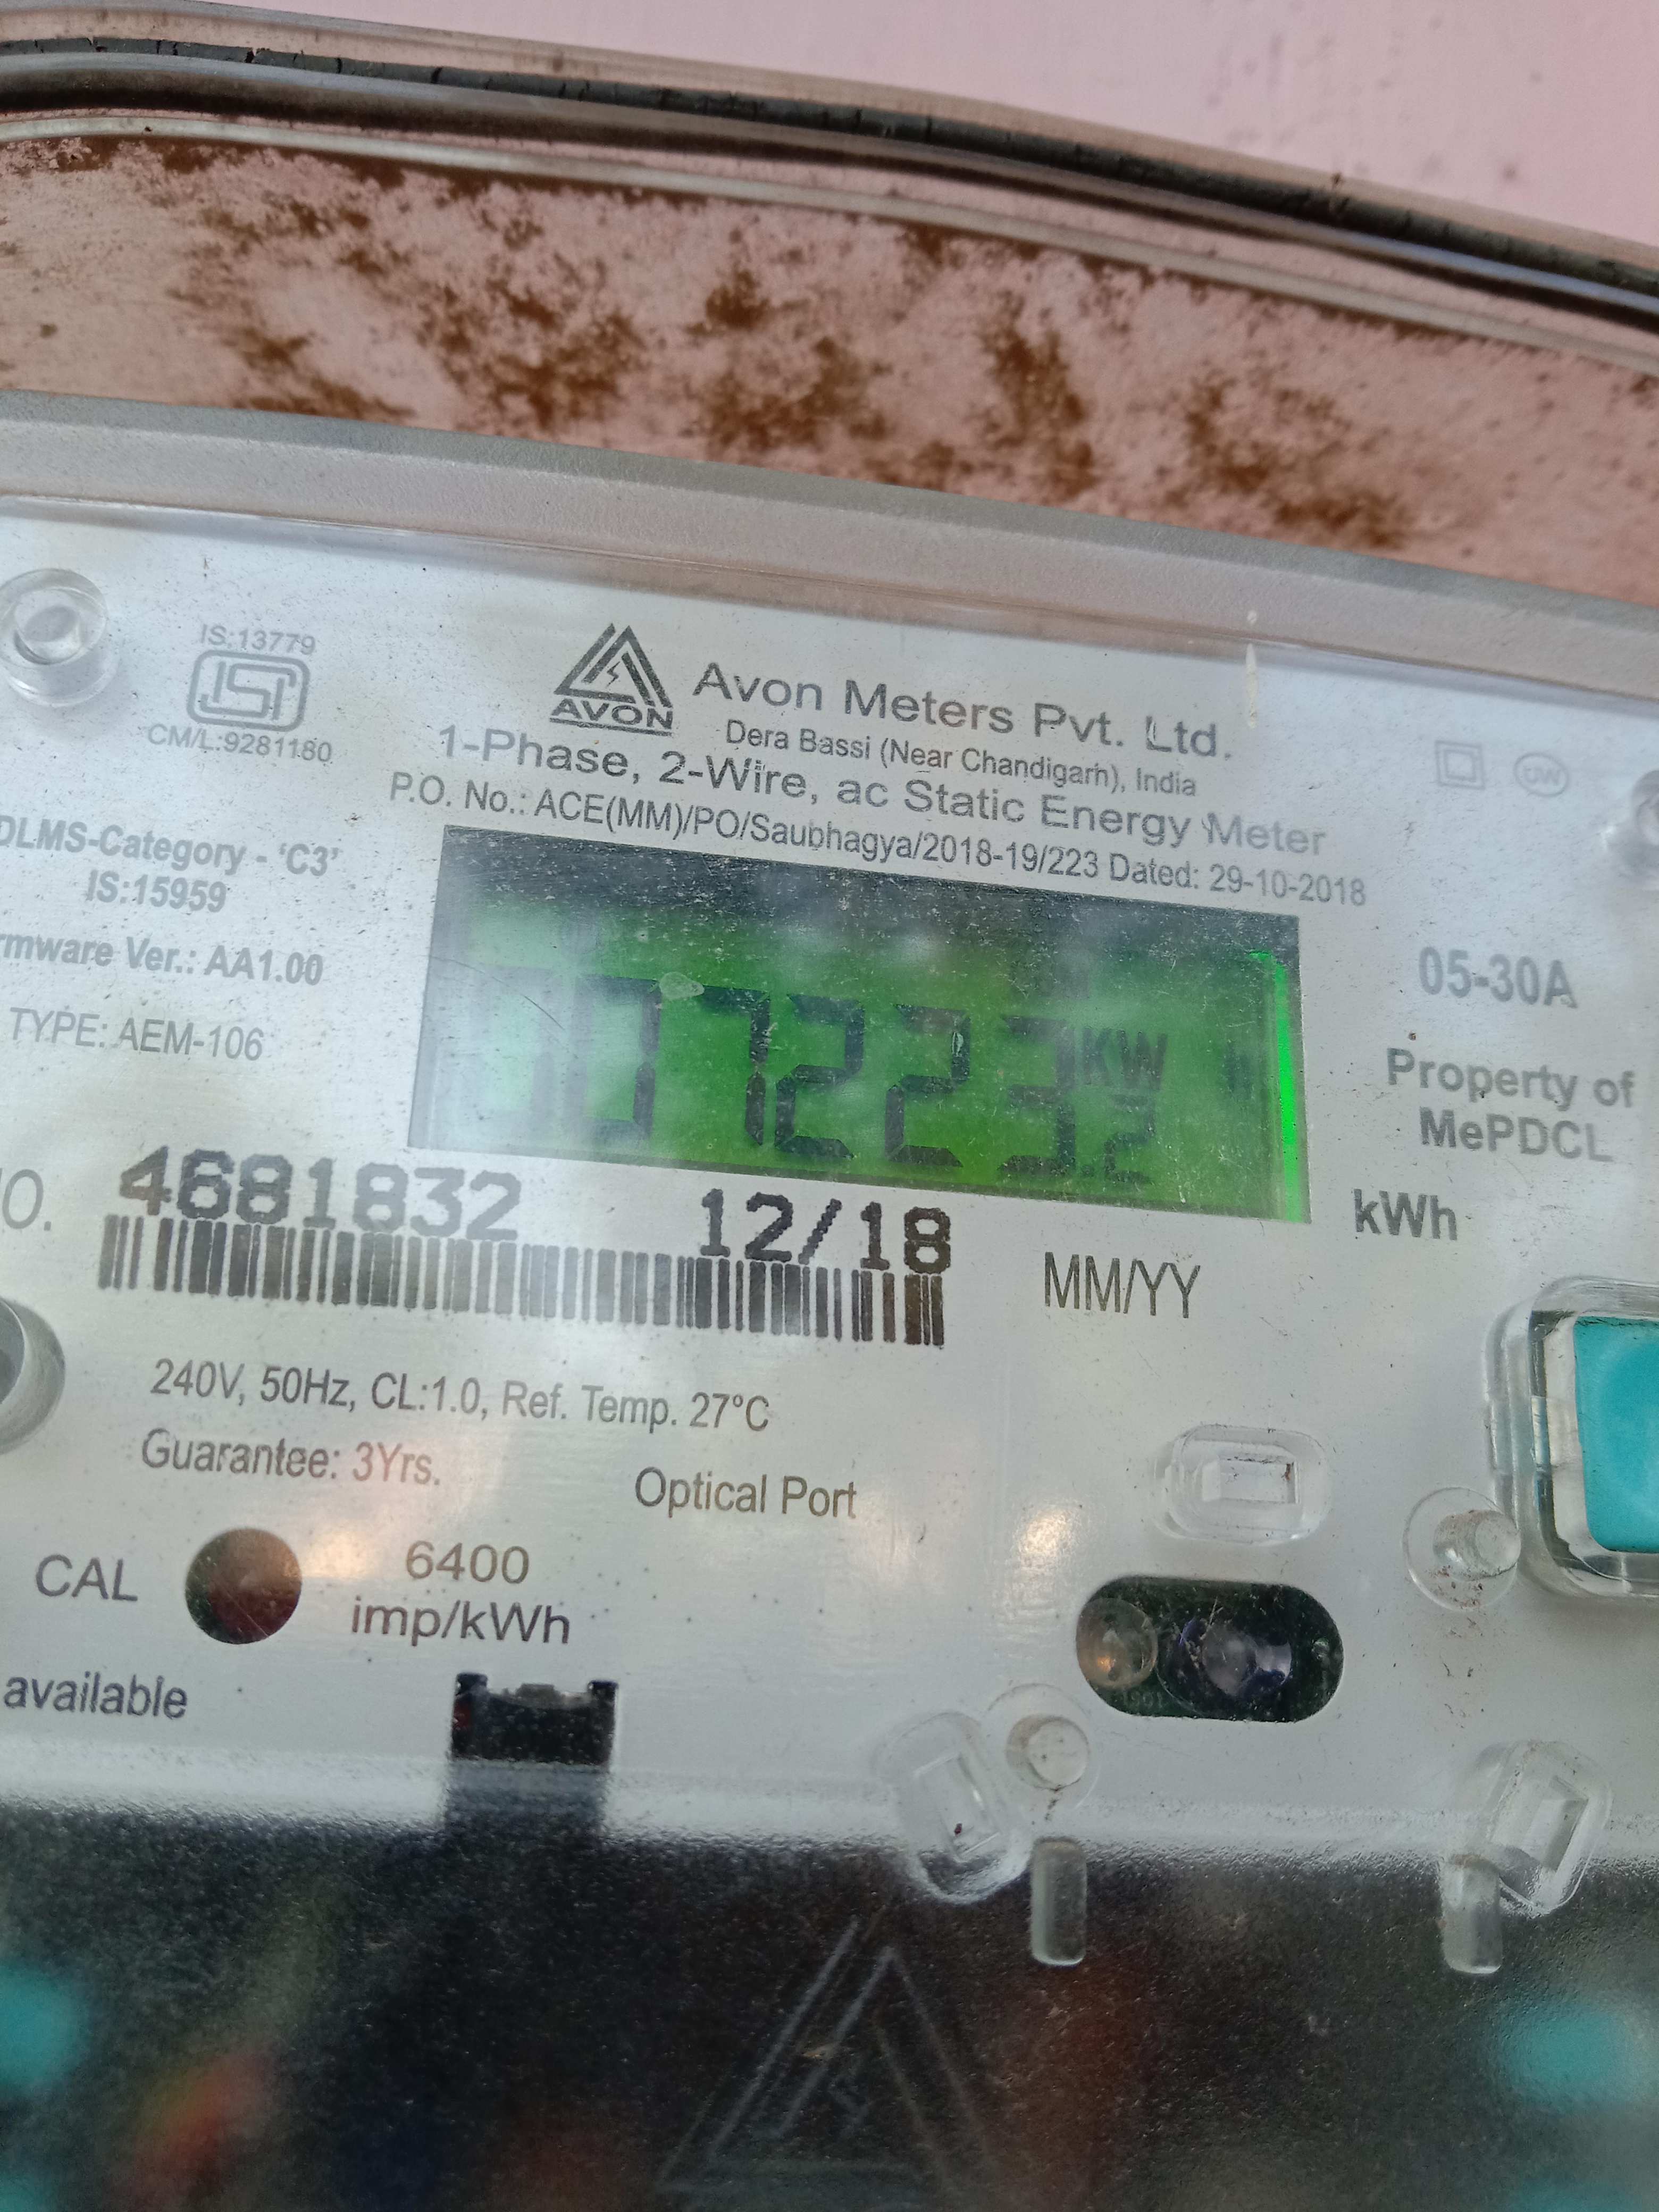 IS:13779
ISI
CM/L:9281180
AVON
Avon Meters Pvt. Ltd.
Dera Bassi (Near Chandigarh), India
1-Phase, 2-Wire, ac Static Energy Meter
P.O. No.: ACE(MM)/PO/Saubhagya/2018-19/223 Dated: 29-10-2018
DLMS-Category - 'C3'
IS:15959
rmware Ver.: AA1.00
TYPE: AEM-106
7223.2
KW
05-30A
Property of
MePDCL
kWh
O. 4681832 12/18
MM/YY
240V, 50Hz, CL:1.0, Ref. Temp. 27°C
Guarantee: 3Yrs.
Optical Port
CAL
6400
imp/kWh
available